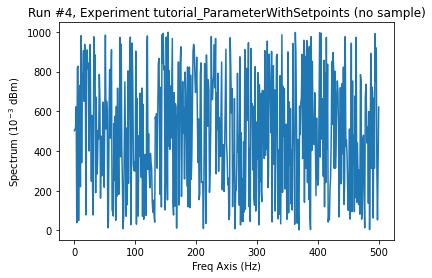 Run #4, Experiment tutorial_ParameterWithSetpoints (no sample)
1000
800
600
400
200
0
Spectrum (10⁻³ dBm)
0 100 200 300 400 500
Freq Axis (Hz)